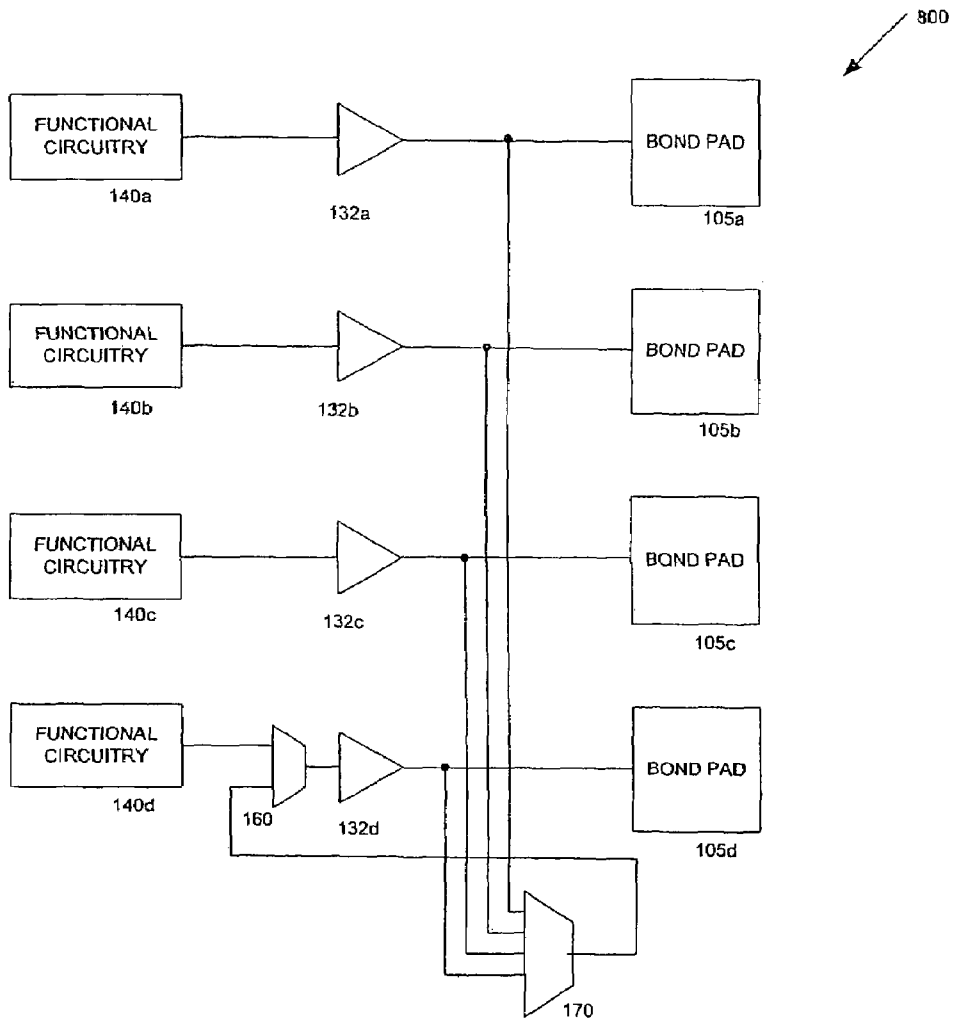 800
FUNCTIONAL
CIRCUITRY
BOND PAD
140a
132a
105a
FUNCTIONAL
CIRCUITRY
BOND PAD
140b
132b
105b
FUNCTIONAL
CIRCUITRY
BOND PAD
140c
132c
105c
FUNCTIONAL
CIRCUITRY
BOND PAD
140d
160
132d
105d
170